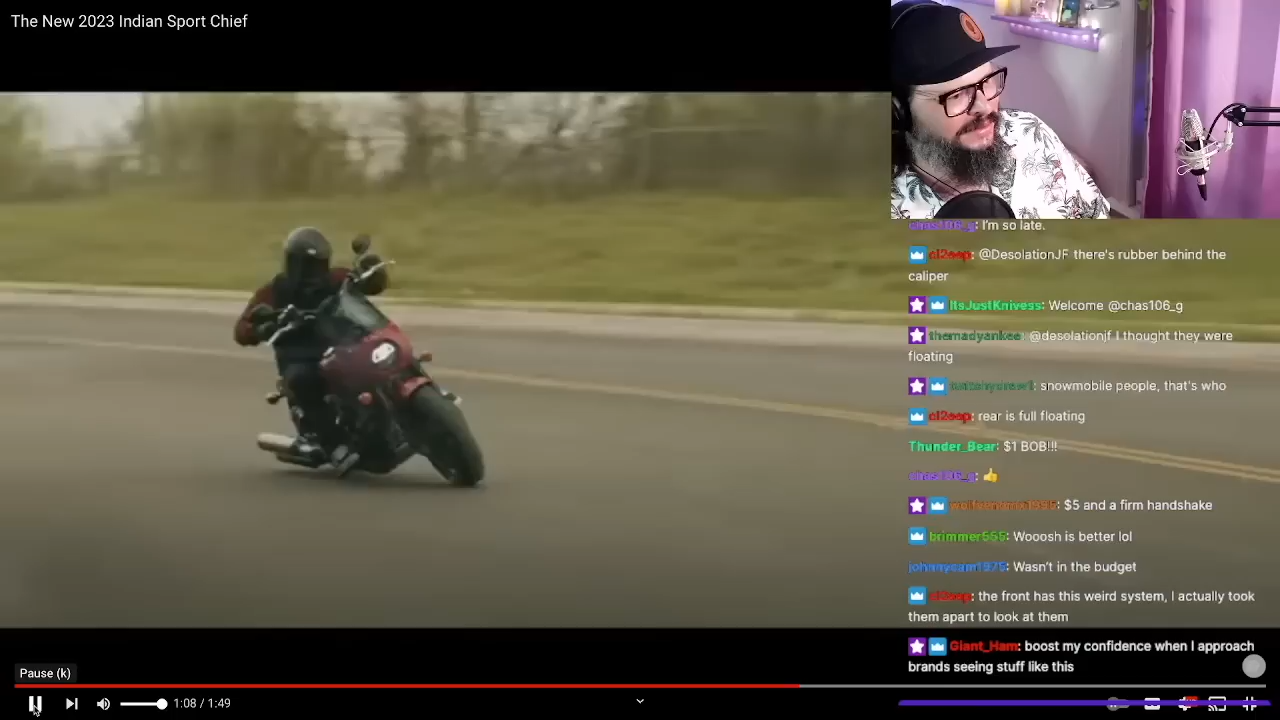 The New 2023 Indian Sport Chief
I'm so late.
@DesolationJF there's rubber behind the
caliper
ItsJustKnivess: Welcome @chas106_g
themadyankee: @desolationjf I thought they were
floating
snowmobile people, that's who
rear is full floating
Thunder_Bear: $1 BOB!!!
chas106_g: 👍
$5 and a firm handshake
brimmer555: Wooosh is better lol
johnnycam1975: Wasn't in the budget
the front has this weird system, I actually took
them apart to look at them
Giant_Ham: boost my confidence when I approach
brands seeing stuff like this
Pause (k)
1:08 / 1:49